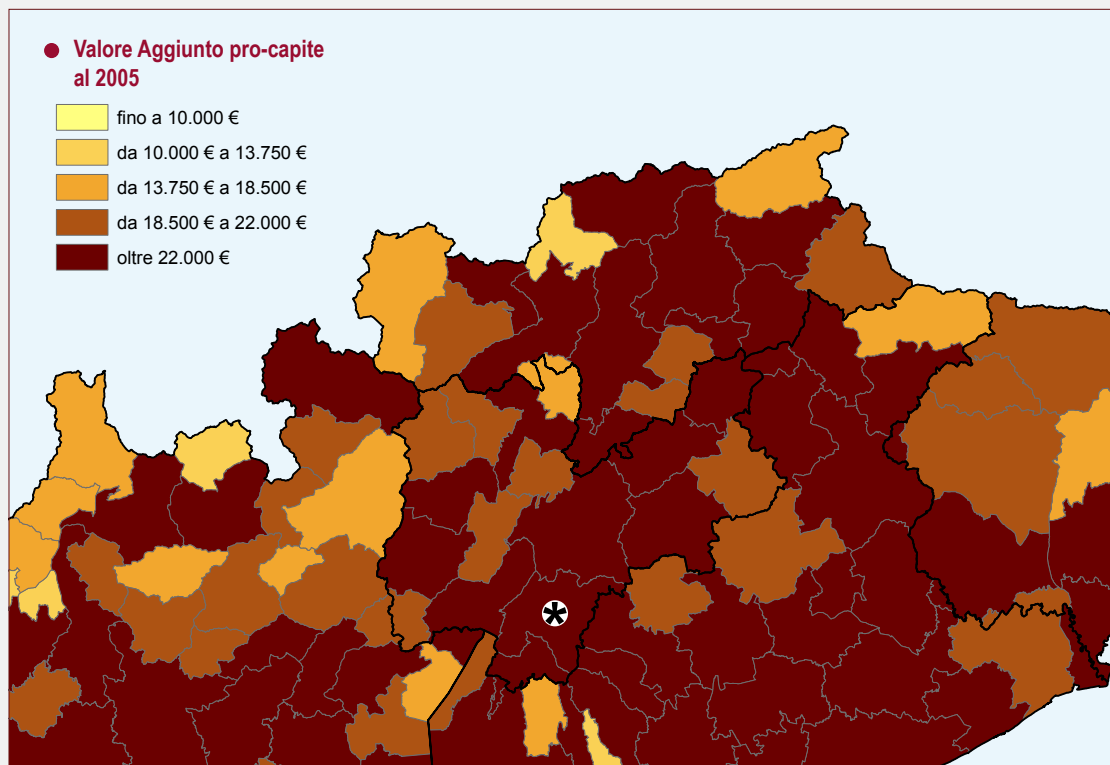 Valore Aggiunto pro-capite
al 2005
fino a 10.000 €
da 10.000 € a 13.750 €
da 13.750 € a 18.500 €
da 18.500 € a 22.000 €
oltre 22.000 €